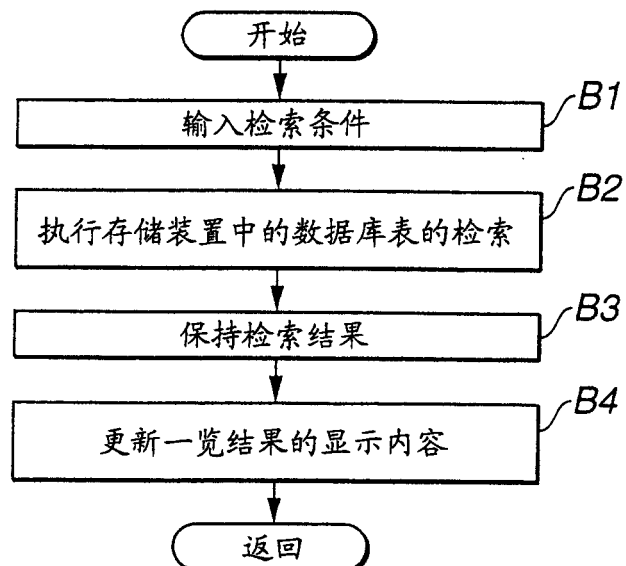 开始
B1
输入检索条件
B2
执行存储装置中的数据库表的检索
B3
保持检索结果
B4
更新一览结果的显示内容
返回